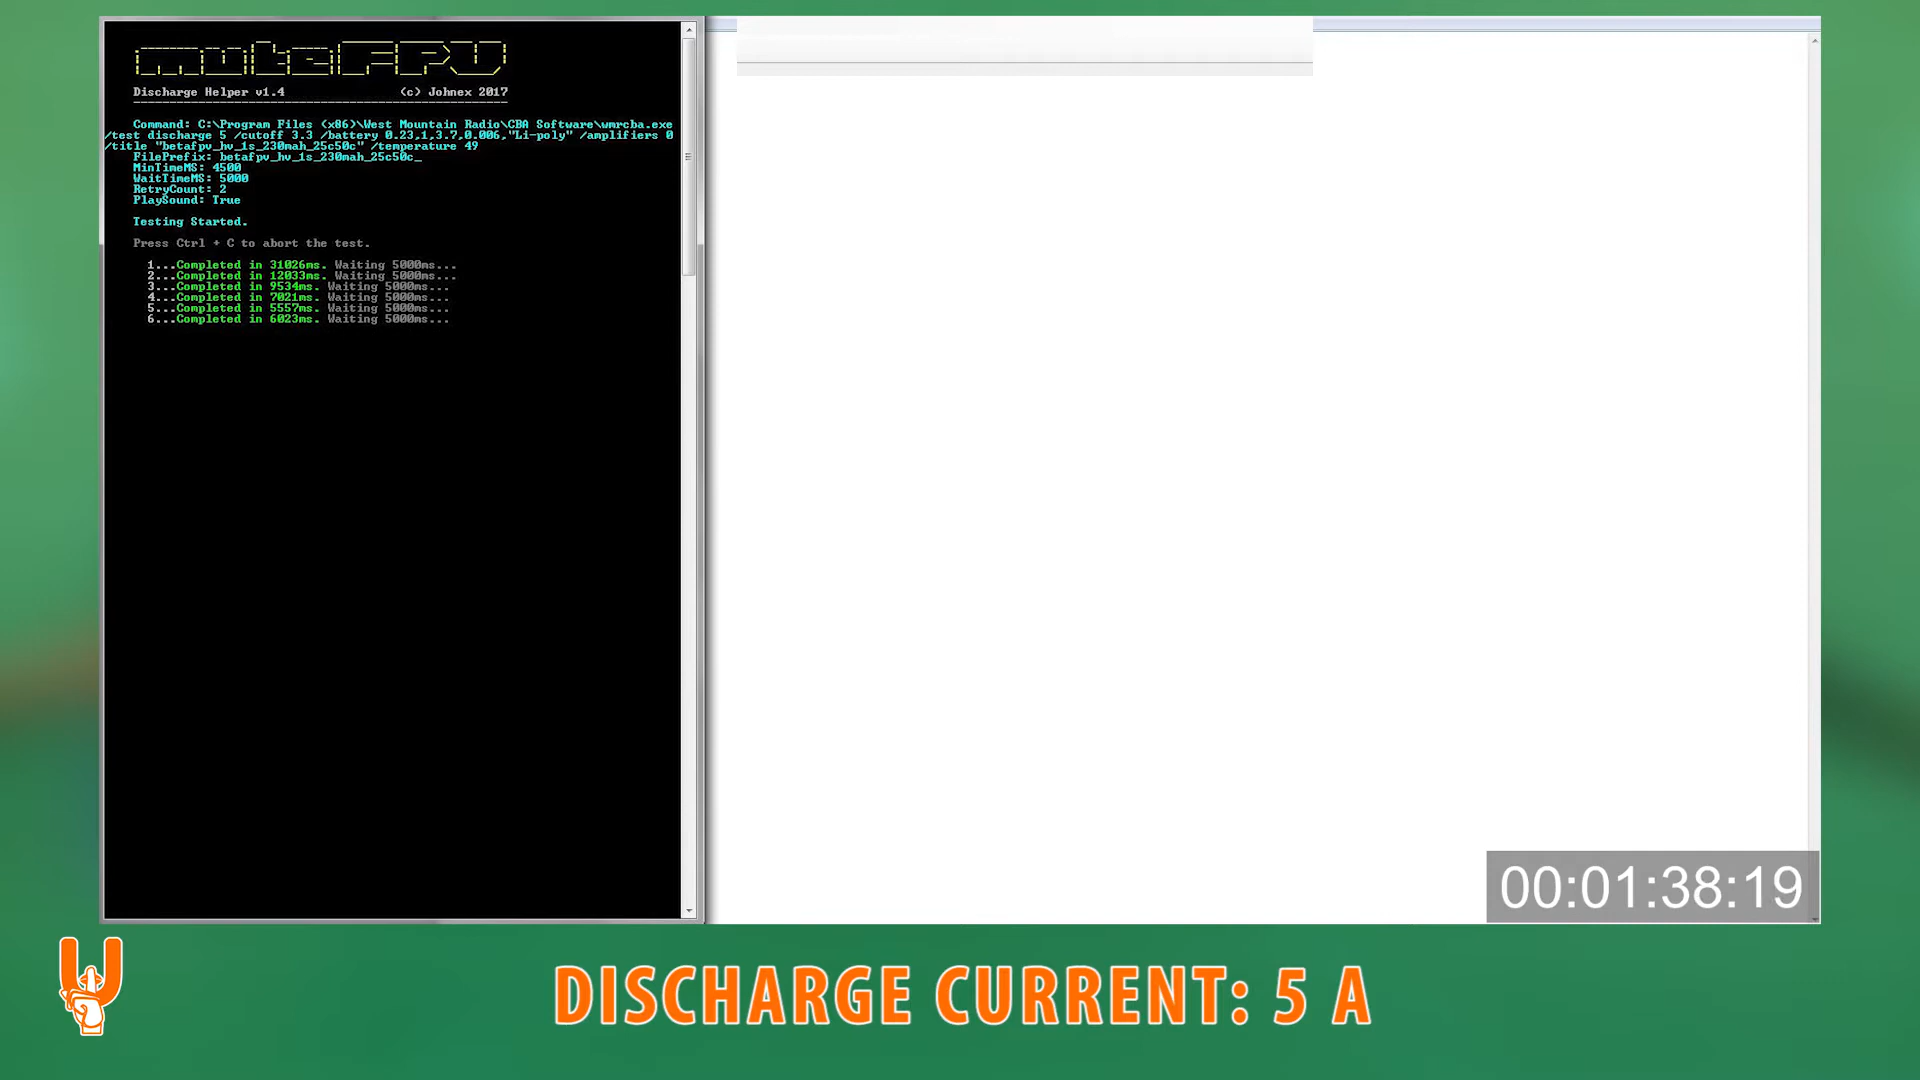 muteFPV
Discharge Helper v1.4 (c) Johnex 2017
Command: C:\Program Files (x86)\West Mountain Radio\CBA Software\wmrcba.exe
/test discharge 5 /cutoff 3.3 /battery 0.23,1,3.7,0.006,"Li-poly" /amplifiers 0
/title "betafpv_hv_1s_230mah_25c50c" /temperature 49
FilePrefix: betafpv_hv_1s_230mah_25c50c_
MinTimeMS: 4500
WaitTimeMS: 5000
RetryCount: 2
PlaySound: True
Testing Started.
Press Ctrl + C to abort the test.
1...Completed in 31026ms. Waiting 5000ms...
2...Completed in 12033ms. Waiting 5000ms...
3...Completed in 9534ms. Waiting 5000ms...
4...Completed in 7021ms. Waiting 5000ms...
5...Completed in 5557ms. Waiting 5000ms...
6...Completed in 6023ms. Waiting 5000ms...
00:01:38:19
DISCHARGE CURRENT: 5 A